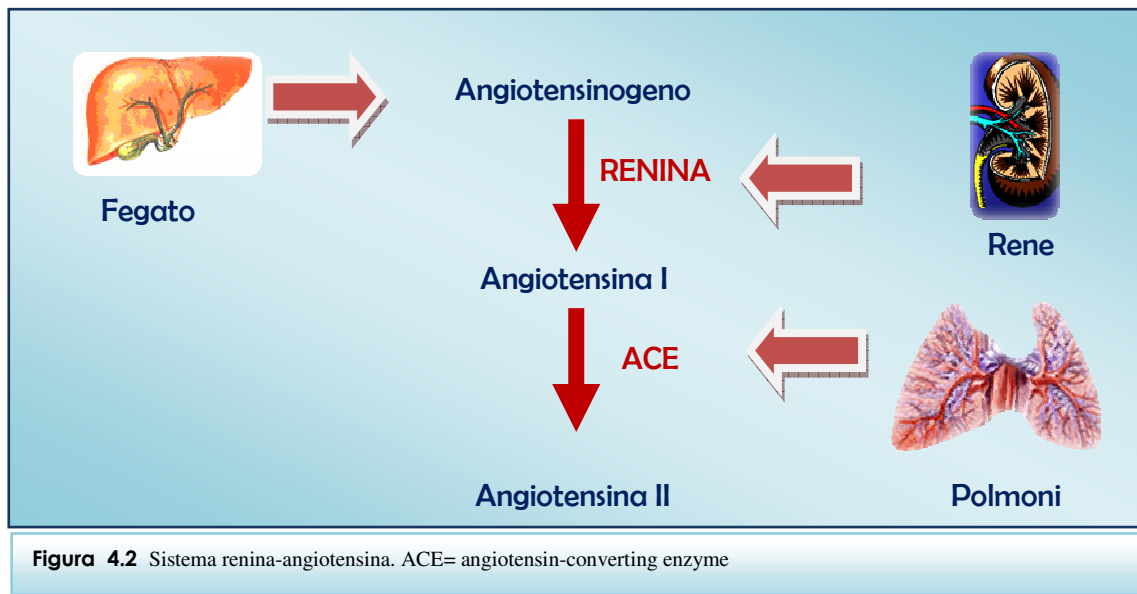 Angiotensinogeno
RENINA
Fegato
Rene
Angiotensina I
ACE
Angiotensina II
Polmoni
Figura 4.2 Sistema renina-angiotensina. ACE= angiotensin-converting enzyme